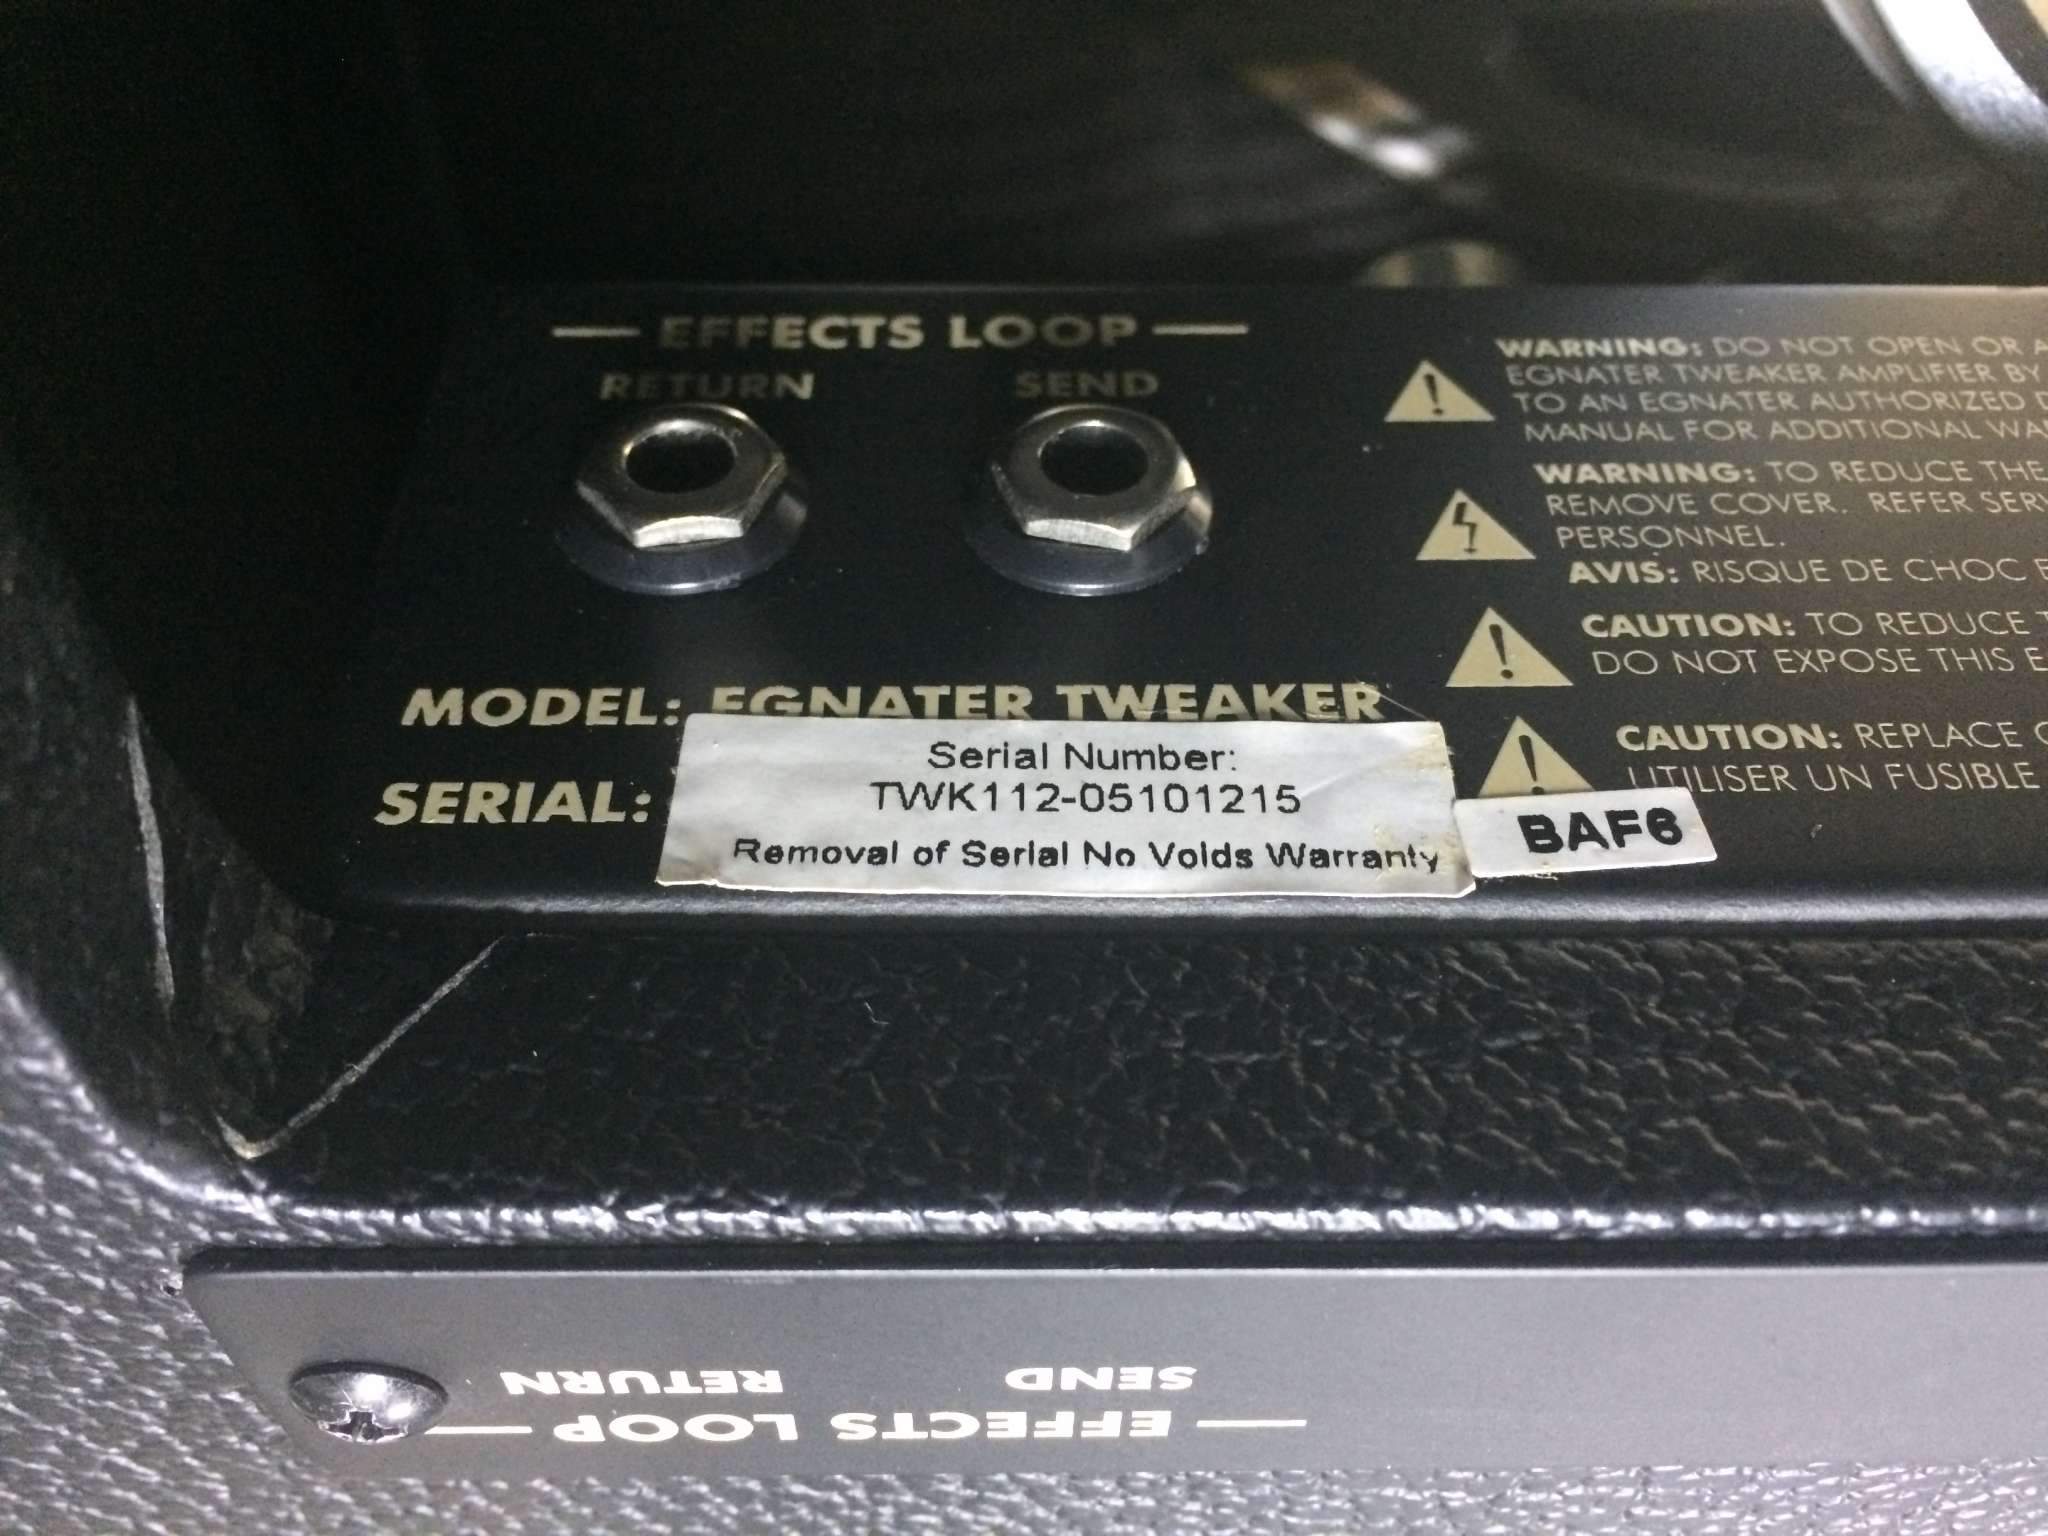 EFFECTS LOOP
RETURN SEND
WARNING: DO NOT OPEN OR
EGNATER TWEAKER AMPLIFIER BY
TO AN EGNATER AUTHORIZED
MANUAL FOR ADDITIONAL
WARNING: TO REDUCE THE
REMOVE COVER. REFER
PERSONNEL.
AVIS: RISQUE DE CHOC
CAUTION: TO REDUCE
DO NOT EXPOSE THIS
CAUTION: REPLACE
UTILISER UN FUSIBLE
MODEL: EGNATER TWEAKER
SERIAL:
Serial Number:
TWK112-05101215
Removal of Serial No Voids Warranty
BAF6
RETURN SEND
EFFECTS LOOP